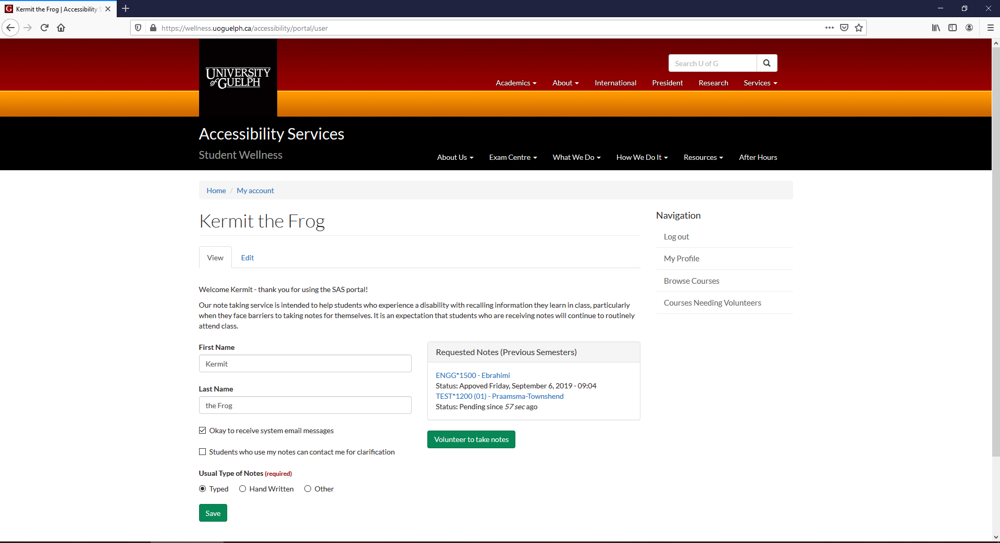 Kermit the Frog | Accessibility S
https://wellness.uoguelph.ca/accessibility/portal/user
UNIVERSITY
of GUELPH
Search U of G
Academics
About
International
President
Research
Services
Accessibility Services
Student Wellness
About Us
Exam Centre
What We Do
How We Do It
Resources
After Hours
Home / My account
Kermit the Frog
View
Edit
Welcome Kermit - thank you for using the SAS portal!
Our note taking service is intended to help students who experience a disability with recalling information they learn in class, particularly
when they face barriers to taking notes for themselves. It is an expectation that students who are receiving notes will continue to routinely
attend class.
First Name
Kermit
Last Name
the Frog
Okay to receive system email messages
Students who use my notes can contact me for clarification
Usual Type of Notes (required)
Typed
Hand Written
Other
Save
Requested Notes (Previous Semesters)
ENGG*1500 - Ebrahimi
Status: Appoved Friday, September 6, 2019 - 09:04
TEST*1200 (01) - Praamsma-Townshend
Status: Pending since 57 sec ago
Volunteer to take notes
Navigation
Log out
My Profile
Browse Courses
Courses Needing Volunteers